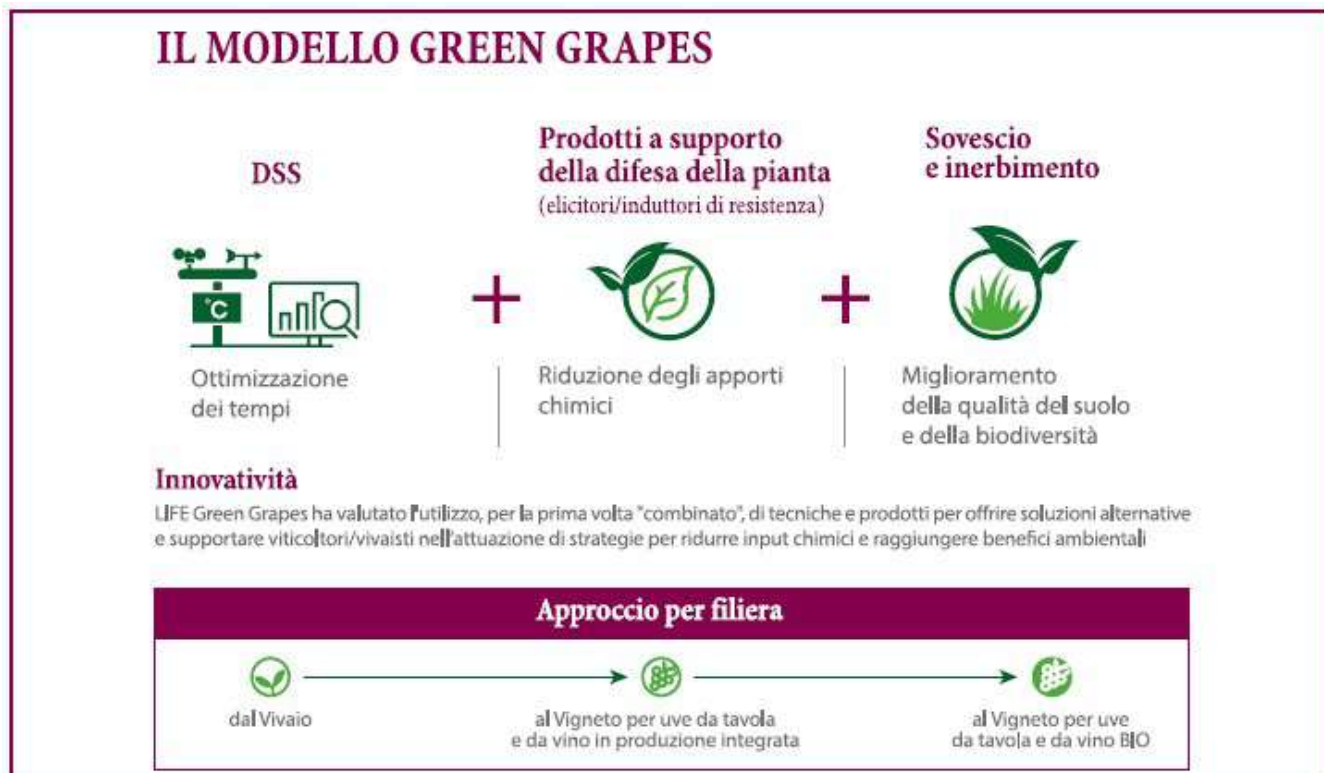 IL MODELLO GREEN GRAPES
DSS
Prodotti a supporto
della difesa della pianta
(elicitori/induttori di resistenza)
Sovescio
e inerbimento
°C
Ottimizzazione
dei tempi
Riduzione degli apporti
chimici
Miglioramento
della qualità del suolo
e della biodiversità
Innovatività
LIFE Green Grapes ha valutato l'utilizzo, per la prima volta "combinato", di tecniche e prodotti per offrire soluzioni alternative
e supportare viticoltori/vivaisti nell'attuazione di strategie per ridurre input chimici e raggiungere benefici ambientali
Approccio per filiera
dal Vivaio
al Vigneto per uve da tavola
e da vino in produzione integrata
al Vigneto per uve
da tavola e da vino BIO